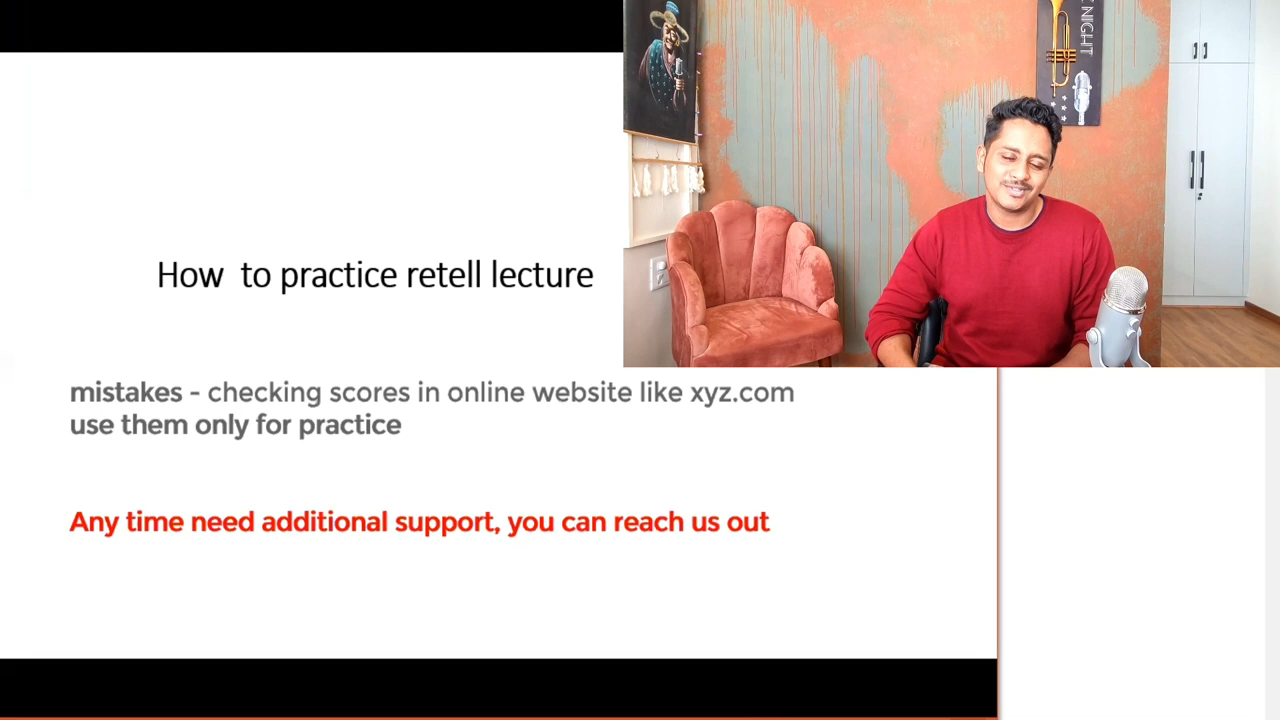 NIGHT
How to practice retell lecture
mistakes - checking scores in online website like xyz.com
use them only for practice
Any time need additional support, you can reach us out